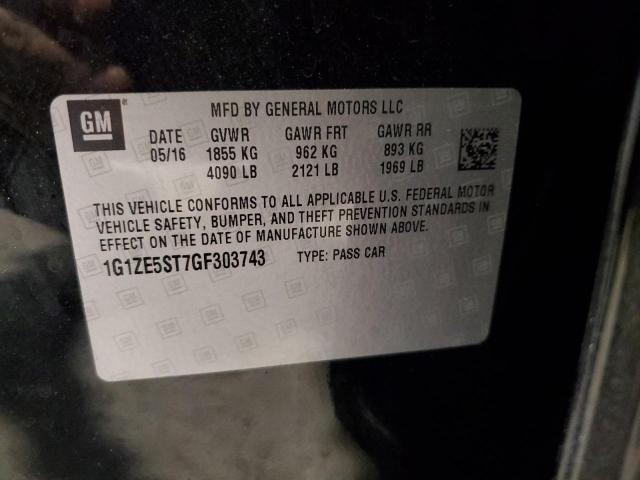 GM
MFD BY GENERAL MOTORS LLC
DATE GVWR GAWR FRT GAWR RR
05/16 1855 KG 962 KG 893 KG
4090 LB 2121 LB 1969 LB
THIS VEHICLE CONFORMS TO ALL APPLICABLE U.S. FEDERAL MOTOR
VEHICLE SAFETY, BUMPER, AND THEFT PREVENTION STANDARDS IN
EFFECT ON THE DATE OF MANUFACTURE SHOWN ABOVE.
1G1ZE5ST7GF303743 TYPE: PASS CAR